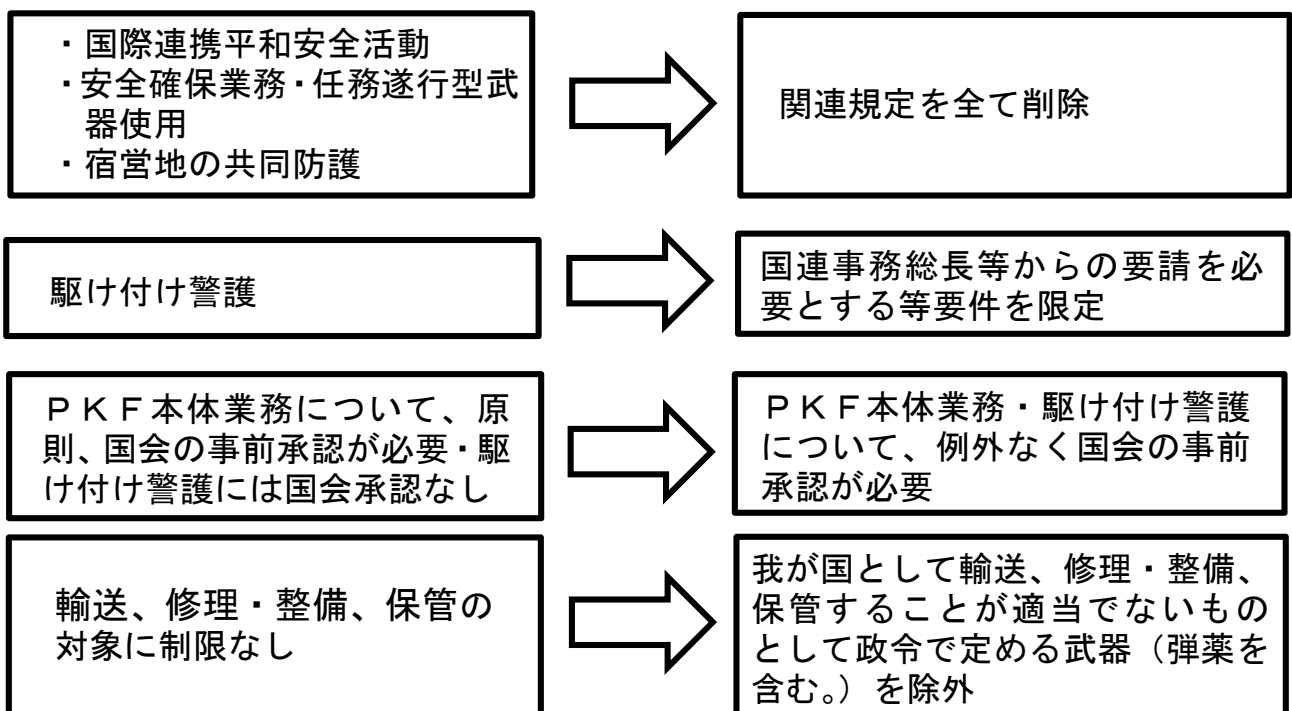 ・国際連携平和安全活動
・安全確保業務・任務遂行型武
器使用
・宿営地の共同防護
関連規定を全て削除
駆け付け警護
国連事務総長等からの要請を必
要とする等要件を限定
ＰＫＦ本体業務について、原
則、国会の事前承認が必要・駆
け付け警護には国会承認なし
ＰＫＦ本体業務・駆け付け警護
について、例外なく国会の事前
承認が必要
輸送、修理・整備、保管の
対象に制限なし
我が国として輸送、修理・整備、
保管することが適当でないもの
として政令で定める武器（弾薬を
含む。）を除外